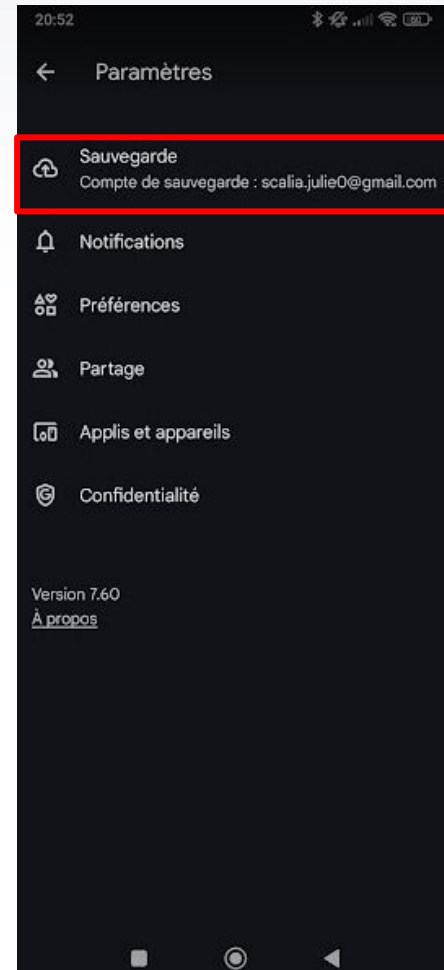 20:52
60
Paramètres
Sauvegarde
Compte de sauvegarde : scalia.julie0@gmail.com
Notifications
Préférences
Partage
Applis et appareils
Confidentialité
Version 7.60
À propos